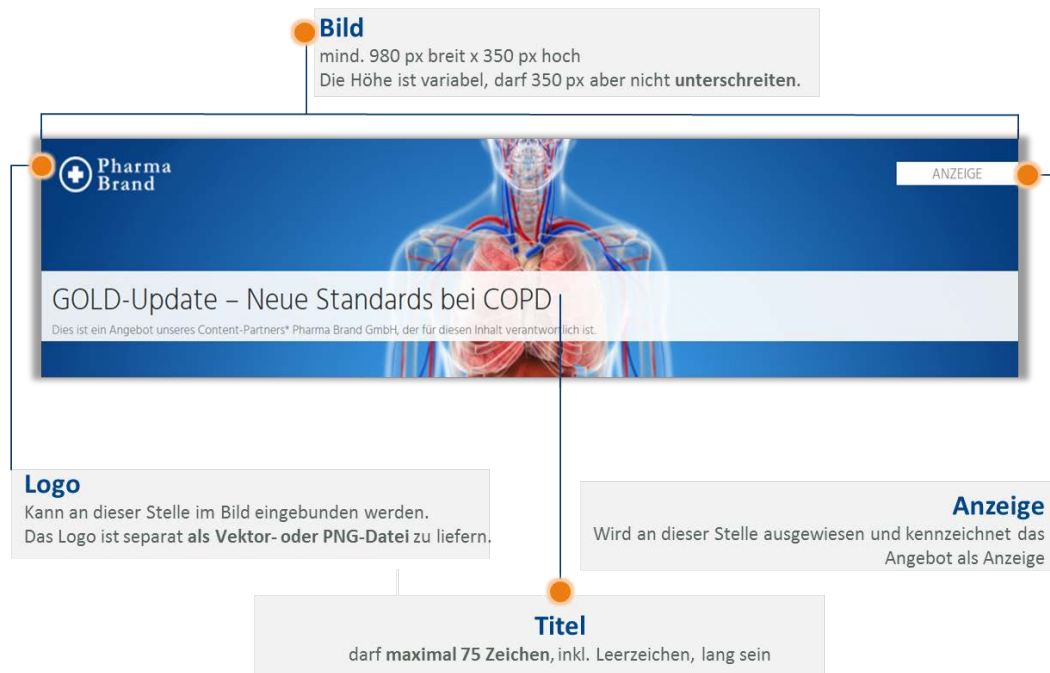 Bild
mind. 980 px breit x 350 px hoch
Die Höhe ist variabel, darf 350 px aber nicht unterschreiten.
Pharma
Brand
ANZEIGE
GOLD-Update – Neue Standards bei COPD
Dies ist ein Angebot unseres Content-Partners* Pharma Brand GmbH, der für diesen Inhalt verantwortlich ist.
Logo
Kann an dieser Stelle im Bild eingebunden werden.
Das Logo ist separat als Vektor- oder PNG-Datei zu liefern.
Anzeige
Wird an dieser Stelle ausgewiesen und kennzeichnet das
Angebot als Anzeige
Titel
darf maximal 75 Zeichen, inkl. Leerzeichen, lang sein